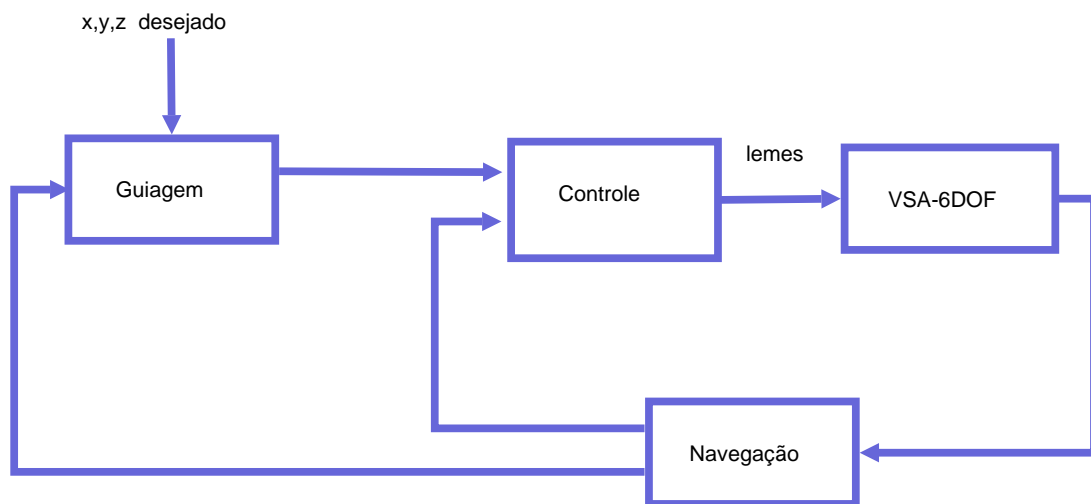 x,y,z desejado
Guiagem
Controle
lemes
VSA-6DOF
Navegação